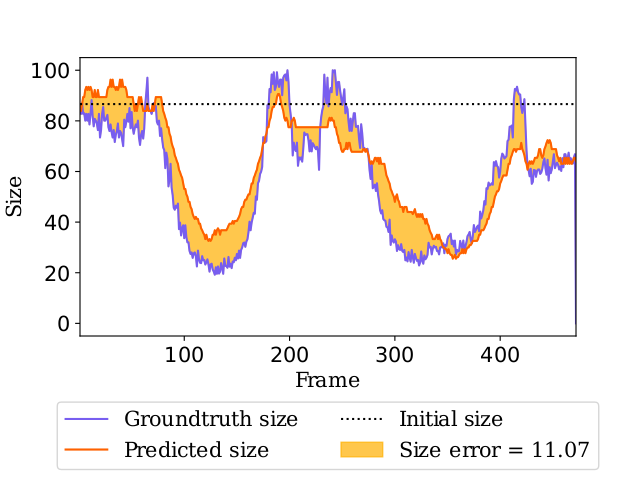 100
80
60
40
20
0
Size
100 200 300 400
Frame
Groundtruth size
Predicted size
Initial size
Size error = 11.07